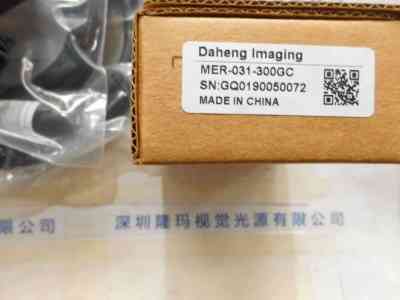 Daheng Imaging
MER-031-300GC
SN:GQ0190050072
MADE IN CHINA
限公司
深圳隆玛视觉光源有限公司